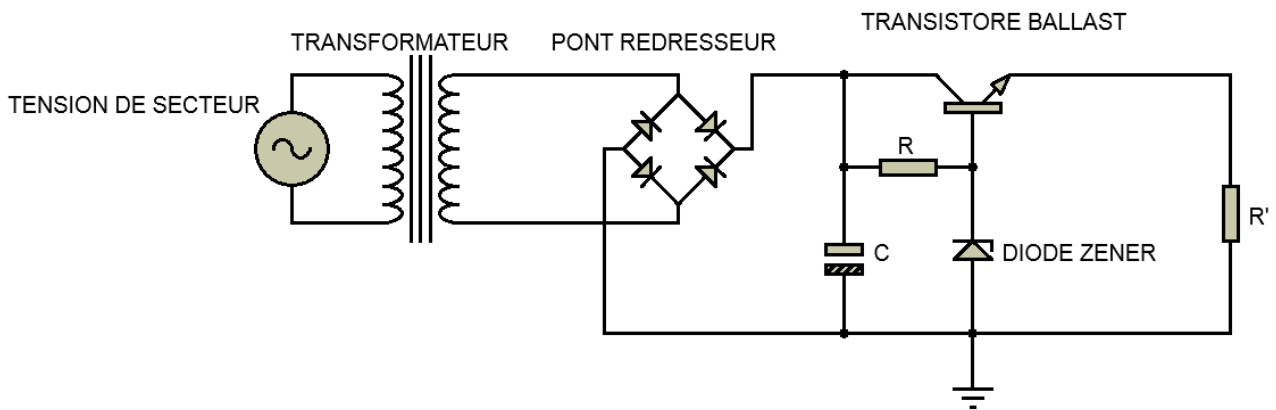 TRANSISTORE BALLAST
TRANSFORMATEUR
PONT REDRESSEUR
TENSION DE SECTEUR
R
R'
C
DIODE ZENER